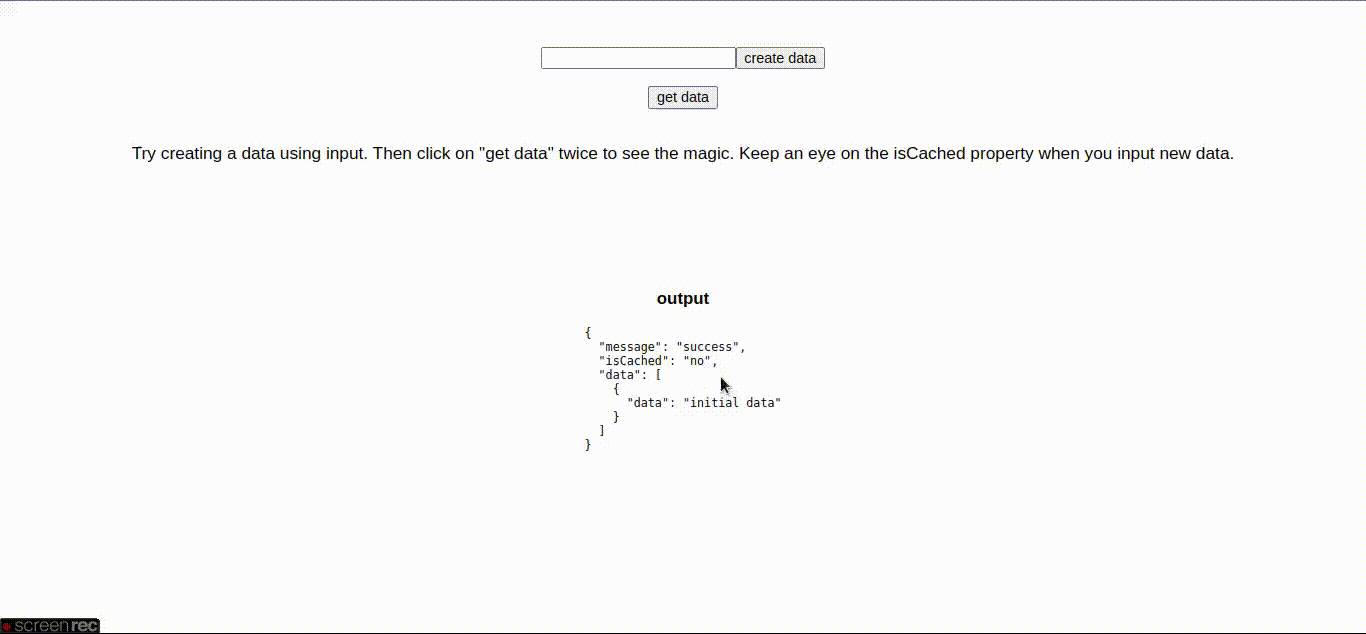 create data
get data
Try creating a data using input. Then click on "get data" twice to see the magic. Keep an eye on the isCached property when you input new data.
output
{
  "message": "success",
  "isCached": "no",
  "data": [
    {
      "data": "initial data"
    }
  ]
}
screenrec